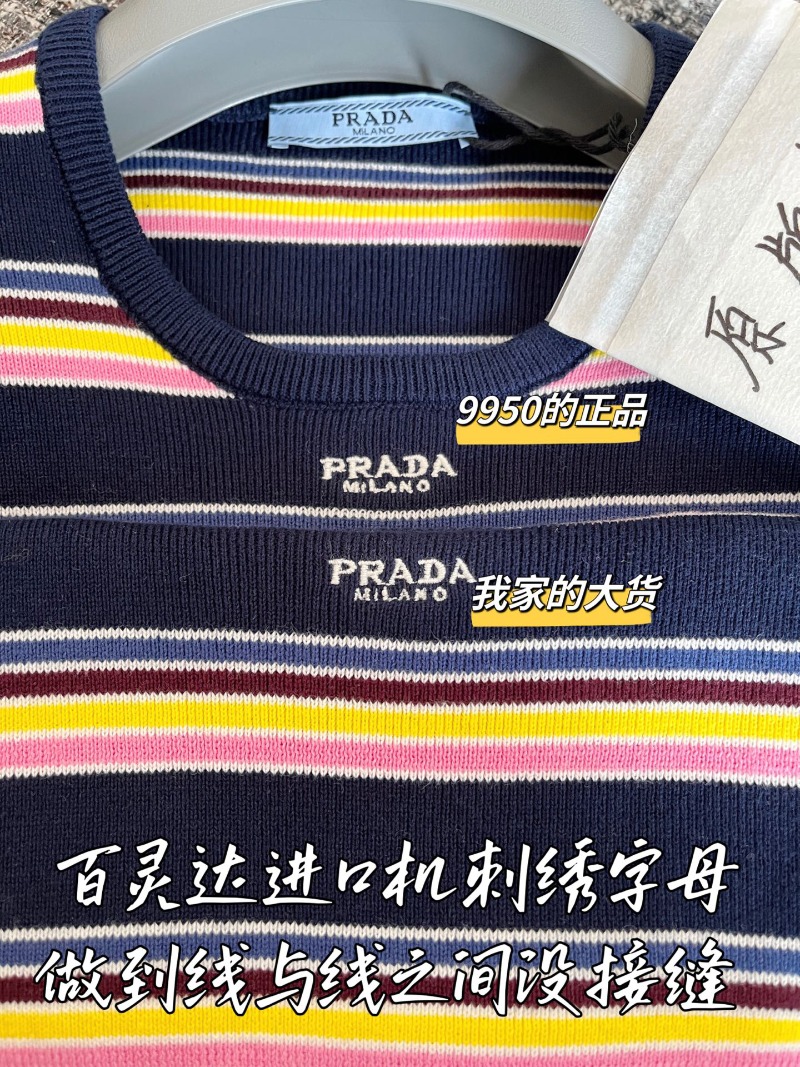 PRADA
MILANO
原版
9950的正品
PRADA
MILANO
PRADA
MILANO
我家的大货
百灵达进口机刺绣字母
做到线与线之间没接缝